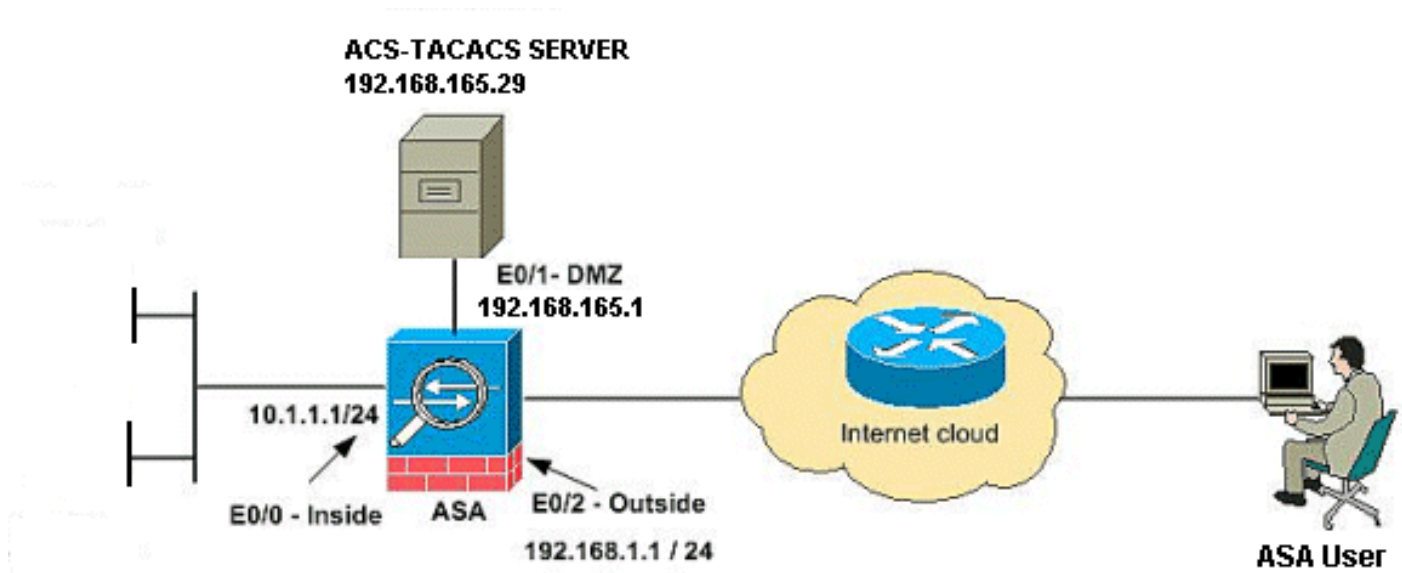 ACS-TACACS SERVER
192.168.165.29
E0/1- DMZ
192.168.165.1
10.1.1.1/24
E0/0 - Inside
ASA
E0/2 - Outside
192.168.1.1 / 24
Internet cloud
ASA User